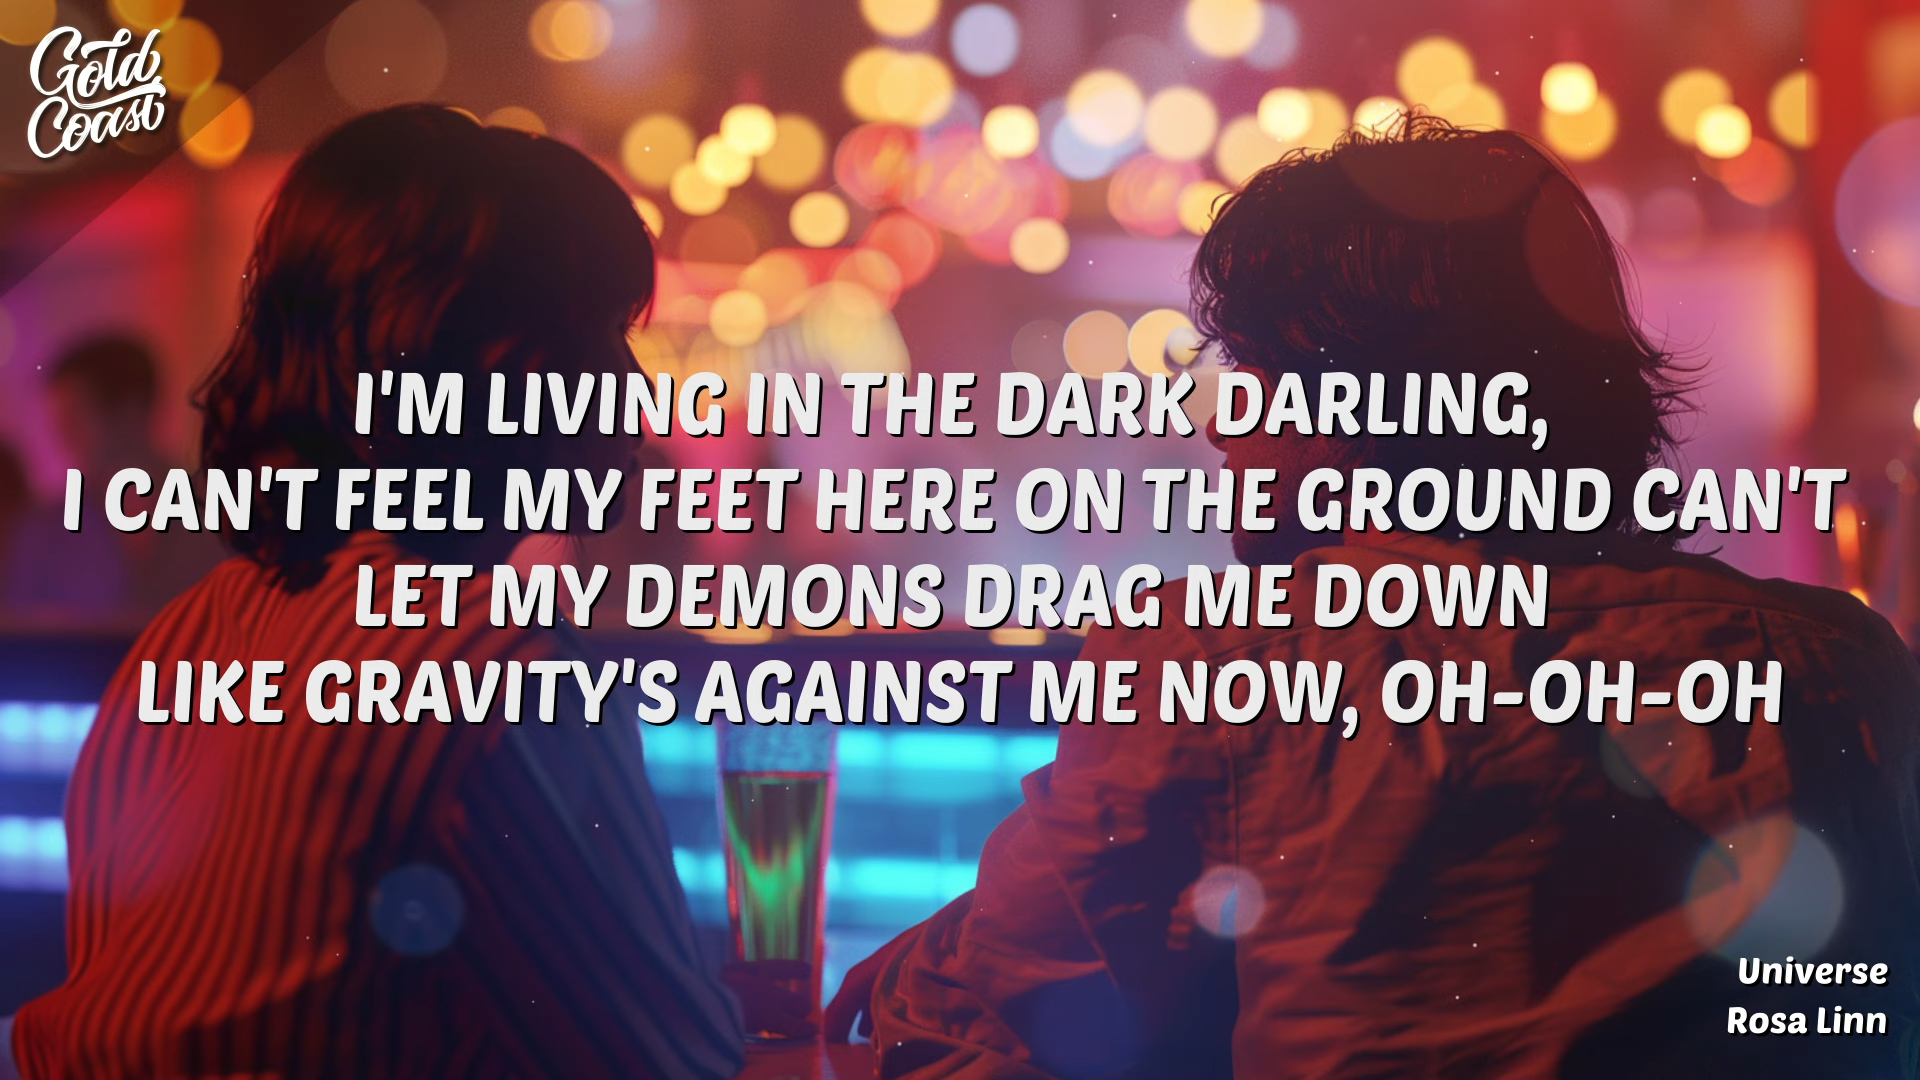 Gold
Coast
I'M LIVING IN THE DARK DARLING,
I CAN'T FEEL MY FEET HERE ON THE GROUND CAN'T
LET MY DEMONS DRAG ME DOWN
LIKE GRAVITY'S AGAINST ME NOW, OH-OH-OH
Universe
Rosa Linn